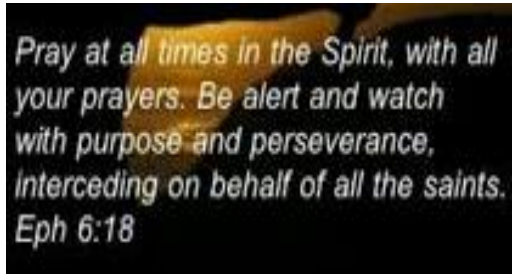 Pray at all times in the Spirit, with all
your prayers. Be alert and watch
with purpose and perseverance,
interceding on behalf of all the saints.
Eph 6:18